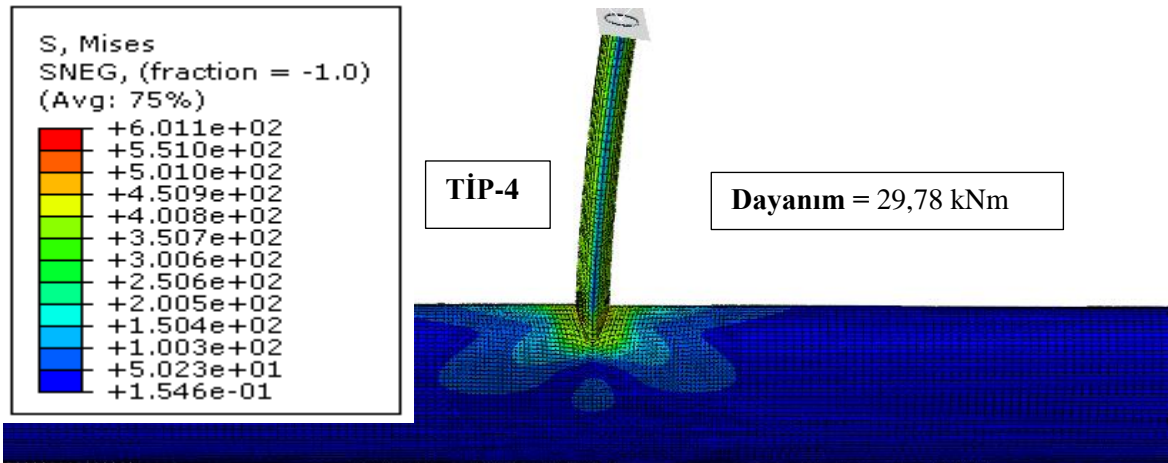 S, Mises
SNEG, (fraction = -1.0)
(Avg: 75%)
+6.011e+02
+5.510e+02
+5.010e+02
+4.509e+02
+4.008e+02
+3.507e+02
+3.006e+02
+2.506e+02
+2.005e+02
+1.504e+02
+1.003e+02
+5.023e+01
+1.546e-01
TİP-4
Dayanım = 29,78 kNm